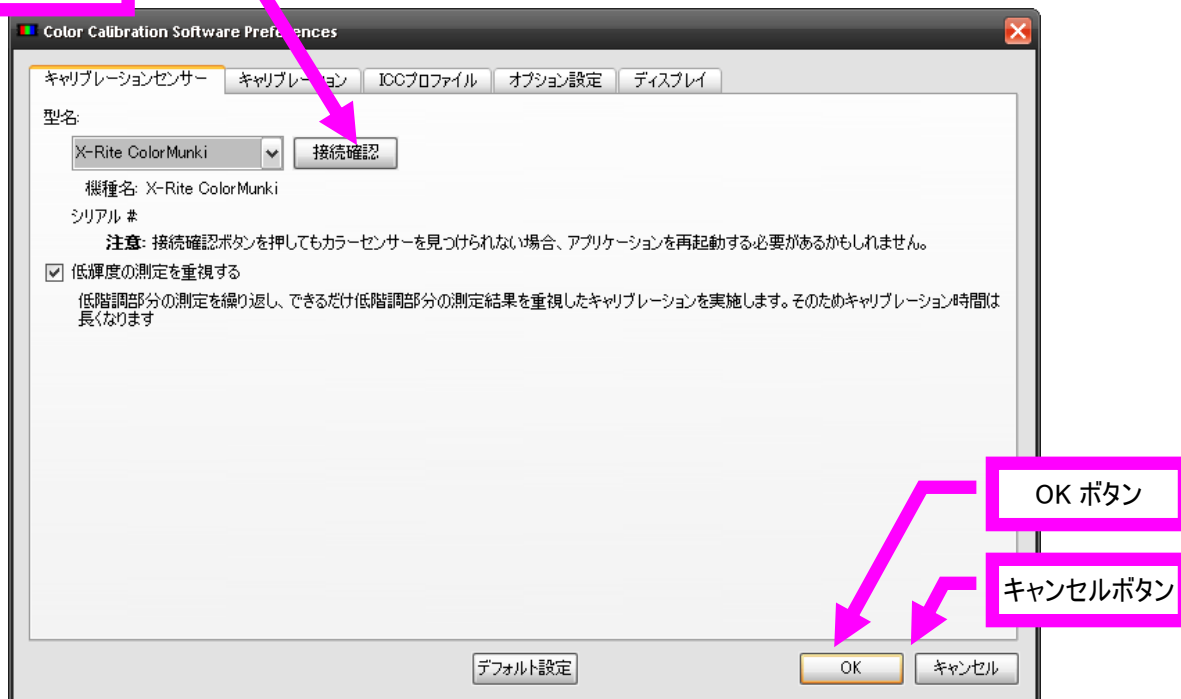 Color Calibration Software Preferences
キャリブレーションセンサー キャリブレーション ICCプロファイル オプション設定 ディスプレイ
型名:
X-Rite ColorMunki 接続確認
機種名: X-Rite ColorMunki
シリアル #
注意: 接続確認ボタンを押してもカラーセンサーを見つけられない場合、アプリケーションを再起動する必要があるかもしれません。
低輝度の測定を重視する
低階調部分の測定を繰り返し、できるだけ低階調部分の測定結果を重視したキャリブレーションを実施します。そのためキャリブレーション時間は
長くなります
OK ボタン
キャンセルボタン
デフォルト設定 OK キャンセル